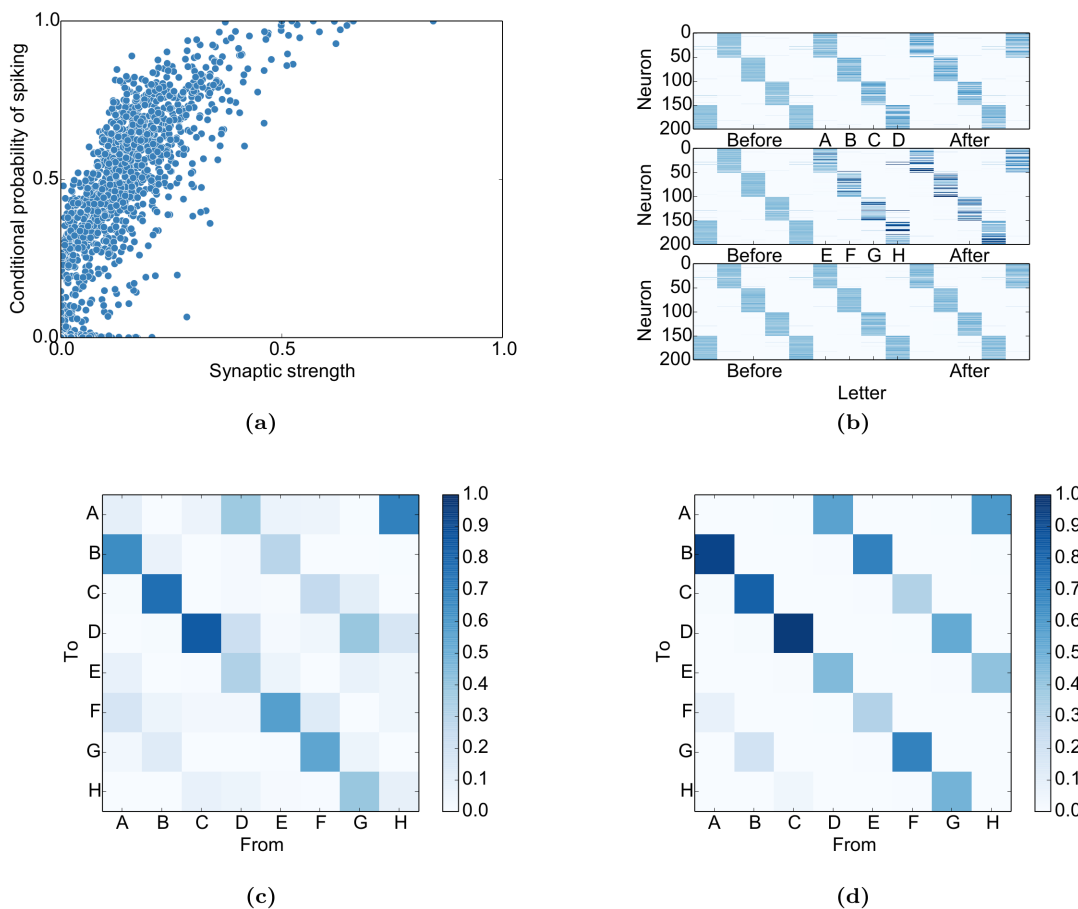 1.0
0.5
0.0
Conditional probability of spiking
0.0 0.5 1.0
Synaptic strength
(a)
0
50
100
150
200
Neuron
Before A B C D After
0
50
100
150
200
Neuron
Before E F G H After
0
50
100
150
200
Neuron
Before After
Letter
(b)
A
B
C
D
E
F
G
H
To
A B C D E F G H
From
1.0
0.9
0.8
0.7
0.6
0.5
0.4
0.3
0.2
0.1
0.0
(c)
A
B
C
D
E
F
G
H
To
A B C D E F G H
From
1.0
0.9
0.8
0.7
0.6
0.5
0.4
0.3
0.2
0.1
0.0
(d)